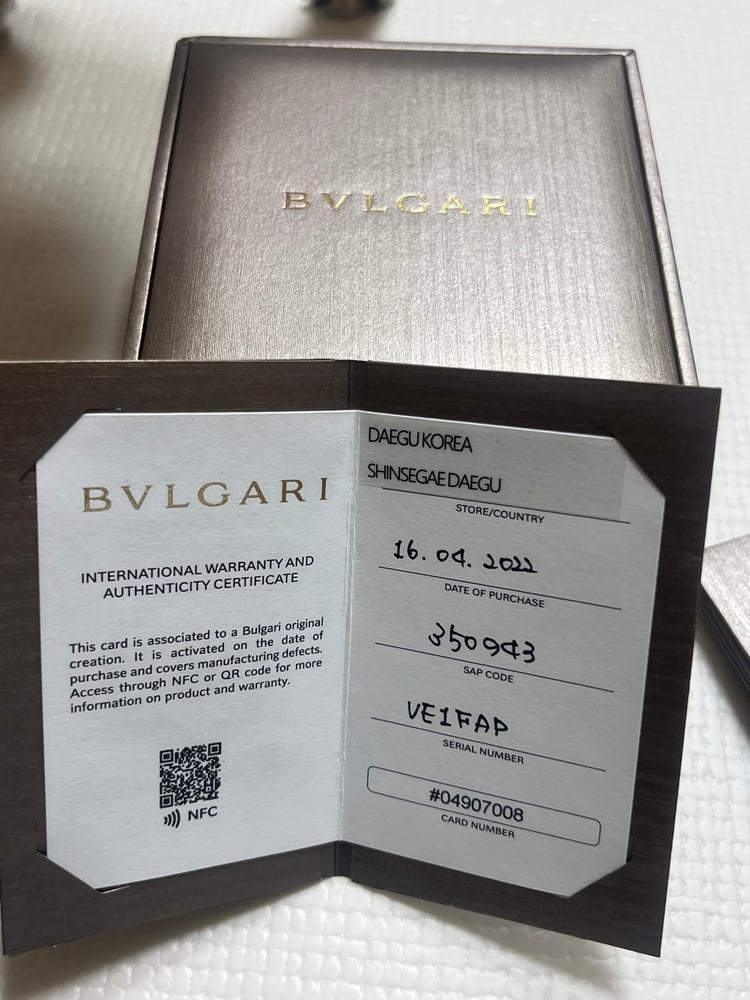 BVLGARI
BVLGARI
INTERNATIONAL WARRANTY AND
AUTHENTICITY CERTIFICATE
This card is associated to a Bulgari original
creation. It is activated on the date of
purchase and covers manufacturing defects.
Access through NFC or QR code for more
information on product and warranty.
NFC
DAEGU KOREA
SHINSEGAE DAEGU
STORE/COUNTRY
16. 04. 2022
DATE OF PURCHASE
350943
SAP CODE
VE1FAP
SERIAL NUMBER
#04907008
CARD NUMBER